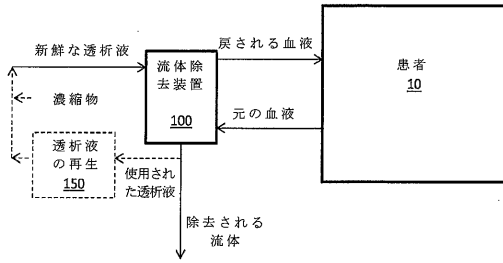 新鮮な透析液
濃縮物
透析液
の再生
150
流体除
去装置
100
使用され
た透析液
除去される
流体
戻される血液
元の血液
患者
10